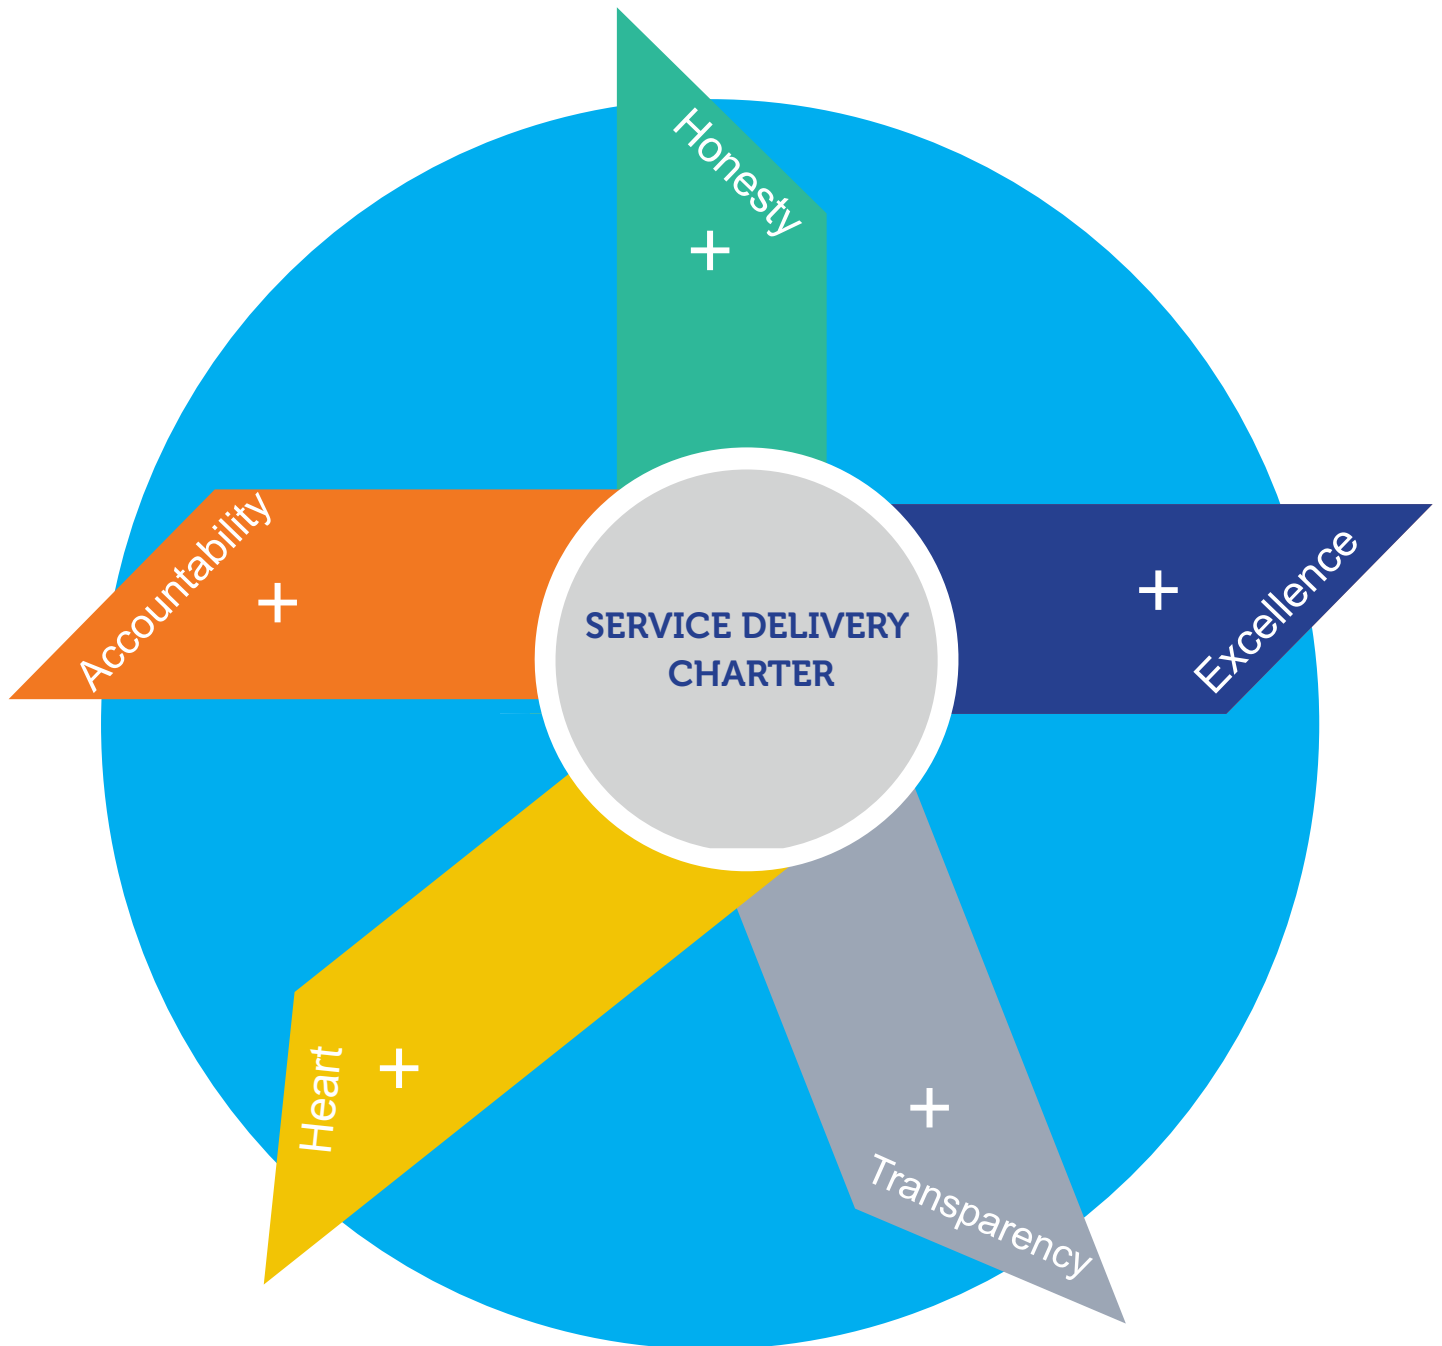 Honesty
+
Accountability
+
+
Excellence
SERVICE DELIVERY
CHARTER
Heart
+
+
Transparency